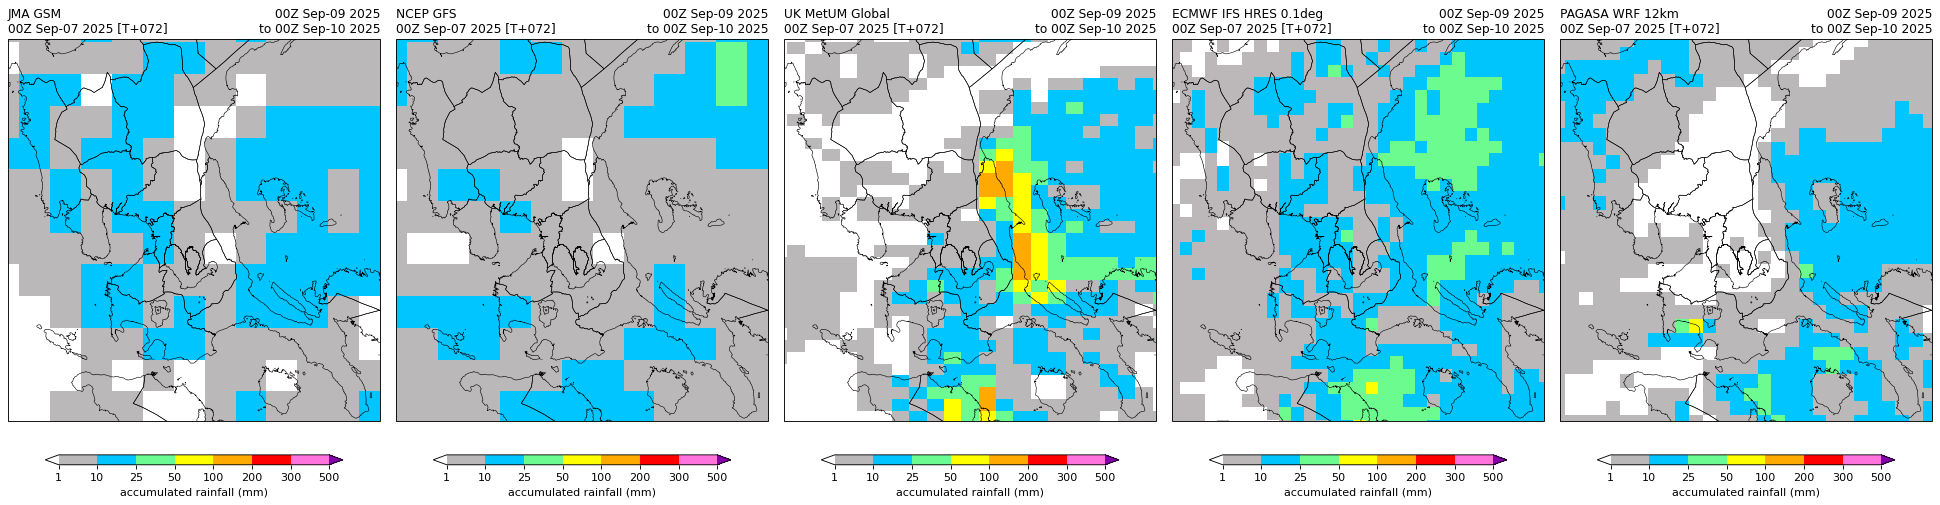 JMA GSM 00Z Sep-09 2025
00Z Sep-07 2025 [T+072] to 00Z Sep-10 2025
NCEP GFS 00Z Sep-09 2025
00Z Sep-07 2025 [T+072] to 00Z Sep-10 2025
UK MetUM Global 00Z Sep-09 2025
00Z Sep-07 2025 [T+072] to 00Z Sep-10 2025
ECMWF IFS HRES 0.1deg 00Z Sep-09 2025
00Z Sep-07 2025 [T+072] to 00Z Sep-10 2025
PAGASA WRF 12km 00Z Sep-09 2025
00Z Sep-07 2025 [T+072] to 00Z Sep-10 2025
1 10 25 50 100 200 300 500
accumulated rainfall (mm)
1 10 25 50 100 200 300 500
accumulated rainfall (mm)
1 10 25 50 100 200 300 500
accumulated rainfall (mm)
1 10 25 50 100 200 300 500
accumulated rainfall (mm)
1 10 25 50 100 200 300 500
accumulated rainfall (mm)